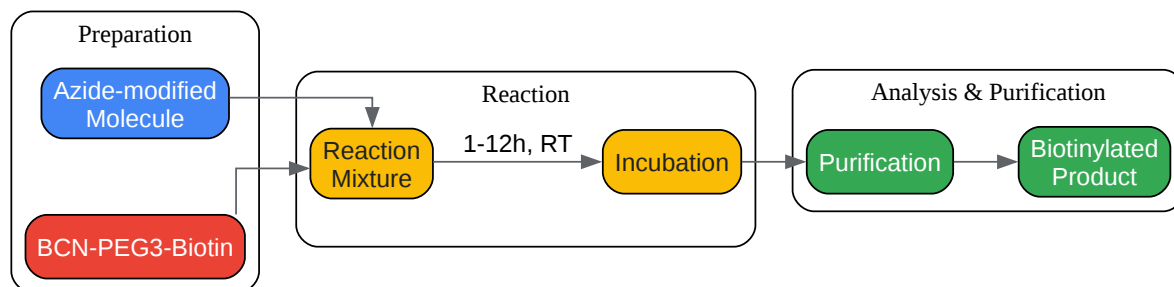 Preparation
Azide-modified
Molecule
BCN-PEG3-Biotin
Reaction
Reaction
Mixture
1-12h, RT
Incubation
Analysis & Purification
Purification
Biotinylated
Product